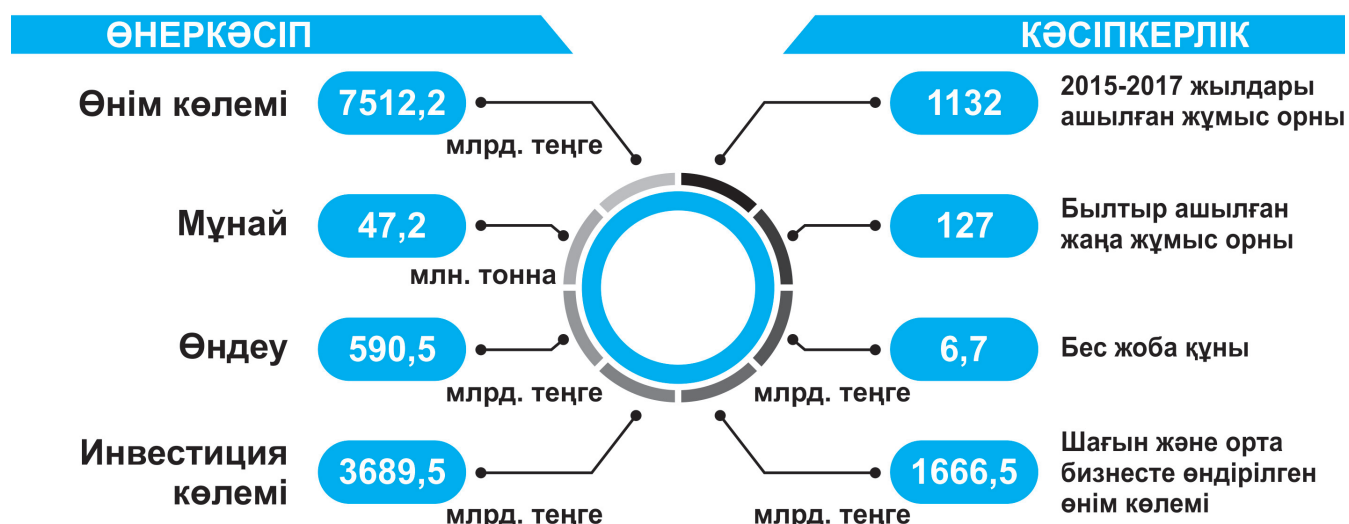 ӨНЕРКӘСІП
Өнім көлемі
7512,2
млрд. теңге
Мұнай
47,2
млн. тонна
Өңдеу
590,5
млрд. теңге
Инвестиция
көлемі
3689,5
млрд. теңге
КӘСІПКЕРЛІК
1132
2015-2017 жылдары
ашылған жұмыс орны
127
Былтыр ашылған
жаңа жұмыс орны
6,7
млрд. теңге
Бес жоба құны
1666,5
млрд. теңге
Шағын және орта
бизнесте өндірілген
өнім көлемі